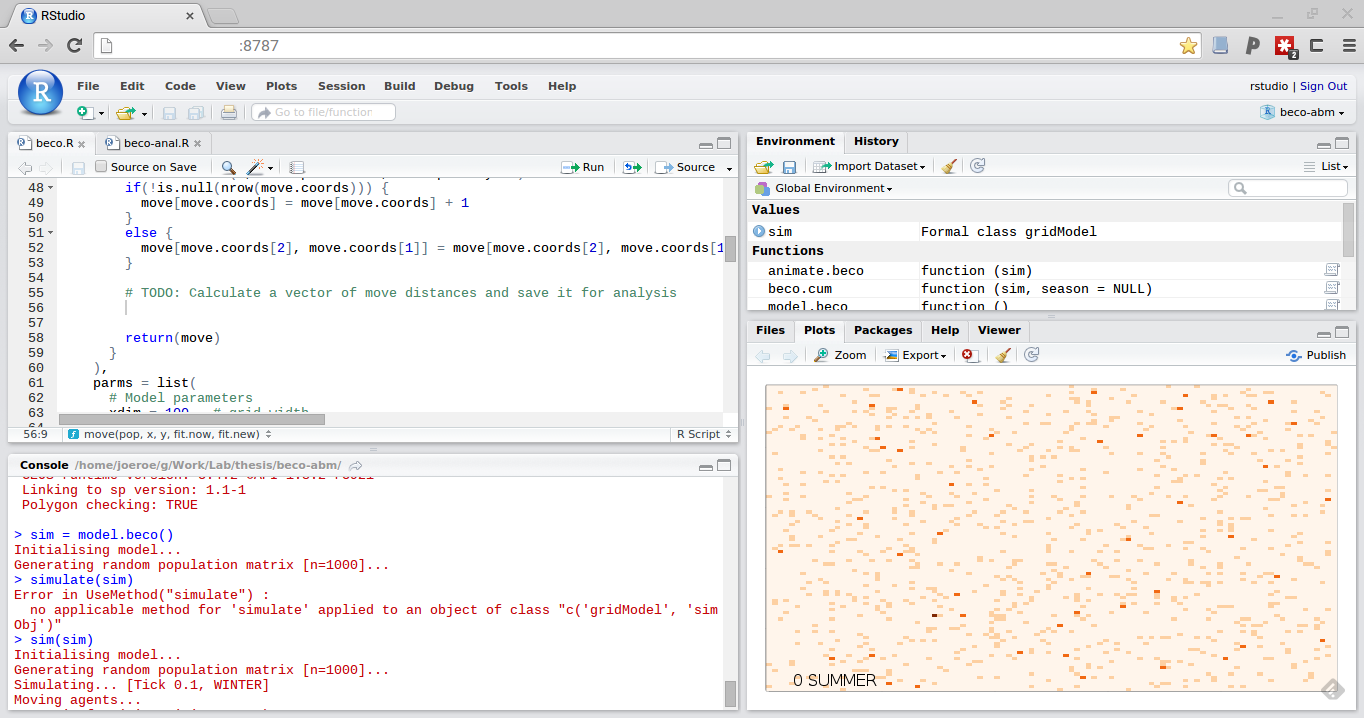 RStudio
:8787
2
R
File Edit Code View Plots Session Build Debug Tools Help
rstudio | Sign Out
Go to file/function
beco-abm
beco.R
beco-anal.R
Source on Save
Run
Source
48 if(!is.null(nrow(move.coords))) {
49 move[move.coords] = move[move.coords] + 1
50 }
51 else {
52 move[move.coords[2], move.coords[1]] = move[move.coords[2], move.coords[1
53 }
54
55 # TODO: Calculate a vector of move distances and save it for analysis
56
57
58 return(move)
59 }
60 ),
61 parms = list(
62 # Model parameters
63 xdim = 100 # grid width
64
56:9 move(pop, x, y, fit.now, fit.new)
R Script
Console /home/joeroe/g/Work/Lab/thesis/beco-abm/
Linking to sp version: 1.1-1
Polygon checking: TRUE
> sim = model.beco()
Initialising model...
Generating random population matrix [n=1000]...
> simulate(sim)
Error in UseMethod("simulate") :
no applicable method for 'simulate' applied to an object of class "c('gridModel', 'sim
Obj')"
> sim(sim)
Initialising model...
Generating random population matrix [n=1000]...
Simulating... [Tick 0.1, WINTER]
Moving agents...
Environment History
Import Dataset
List
Global Environment
Values
sim Formal class gridModel
Functions
animate.beco function (sim)
beco.cum function (sim, season = NULL)
model.beco function ()
Files Plots Packages Help Viewer
Zoom Export
Publish
0 SUMMER